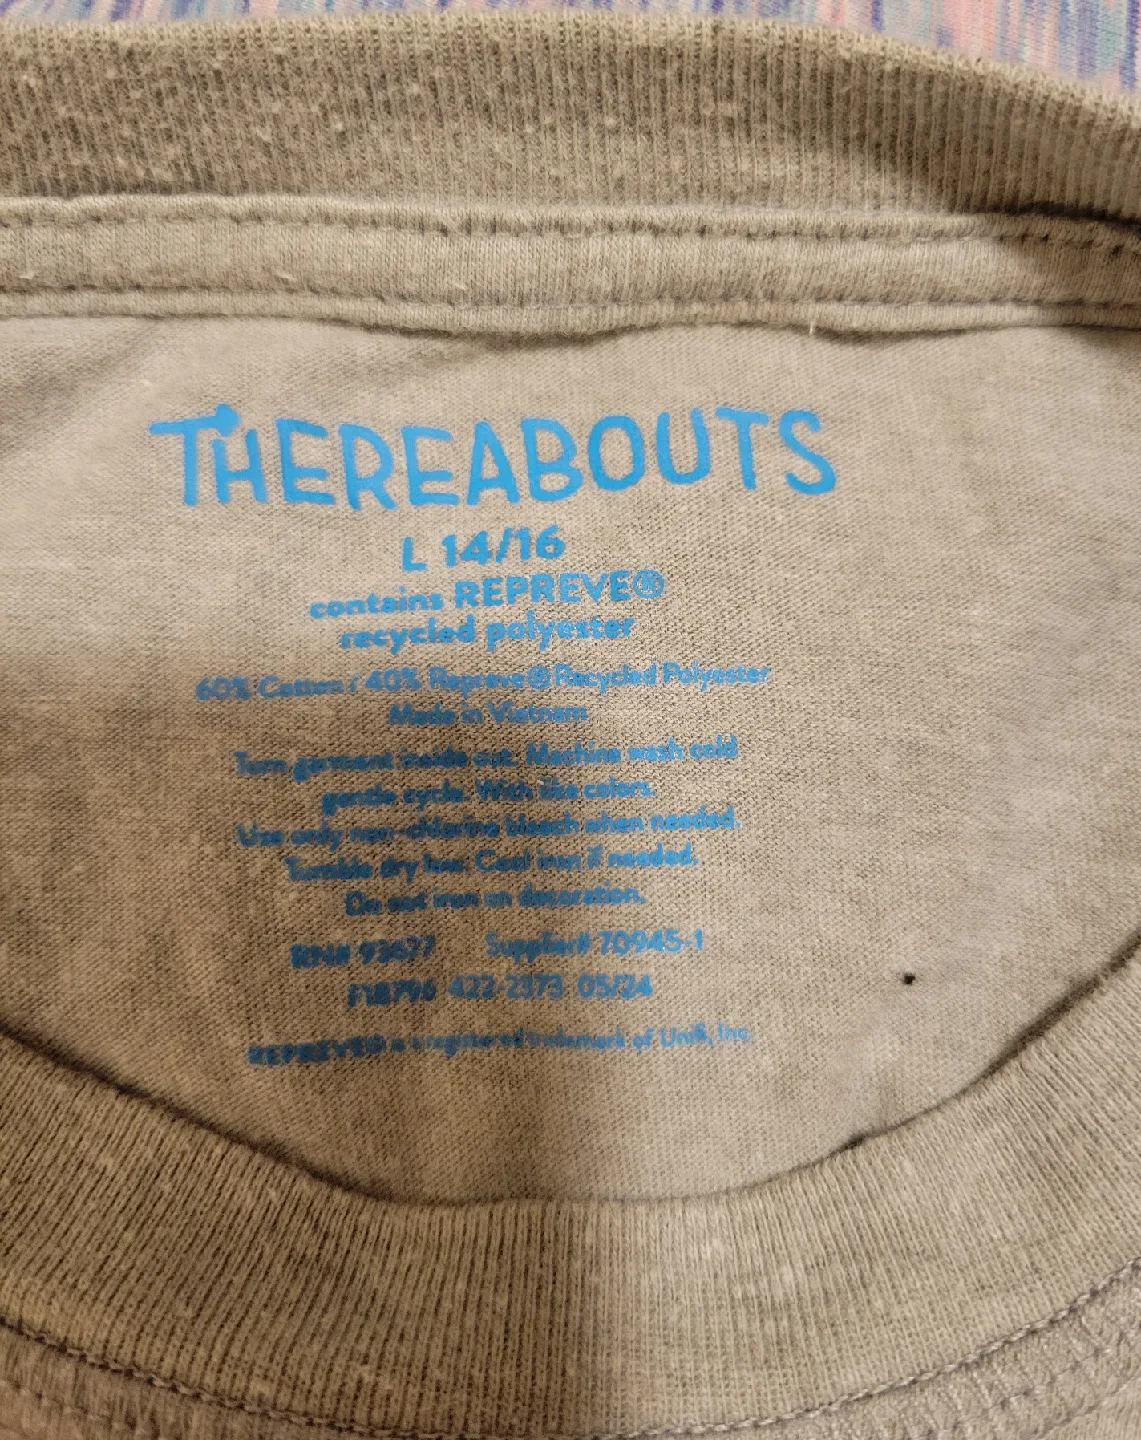 THEREABOUTS
L 14/16
contains REPREVE®
recycled polyester
60% Cotton / 40% Repreve® Recycled Polyester
Made in Vietnam
Turn garment inside out. Machine wash cold
gentle cycle. With like colors.
Use only non-chlorine bleach when needed.
Tumble dry low. Cool iron if needed.
Do not iron on decoration.
RN# 93677 Supplier# 70945-1
422-2373 05/24
REPREVE® is a registered trademark of Unifi, Inc.